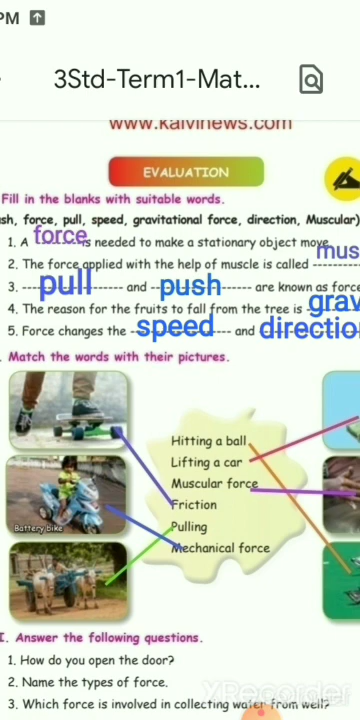 PM
3Std-Term1-Mat...
www.kalvinews.com
EVALUATION
Fill in the blanks with suitable words.
sh, force, pull, speed, gravitational force, direction, Muscular)
1. A force is needed to make a stationary object move.
2. The force applied with the help of muscle is called ---------- mus
3. ---- pull ------ and -- push ------ are known as force
4. The reason for the fruits to fall from the tree is grav
5. Force changes the - speed ---- and directio
. Match the words with their pictures.
Hitting a ball
Lifting a car
Muscular force
Friction
Battery bike
Pulling
Mechanical force
I. Answer the following questions.
1. How do you open the door?
2. Name the types of force.
3. Which force is involved in collecting water from well?
XRecorder